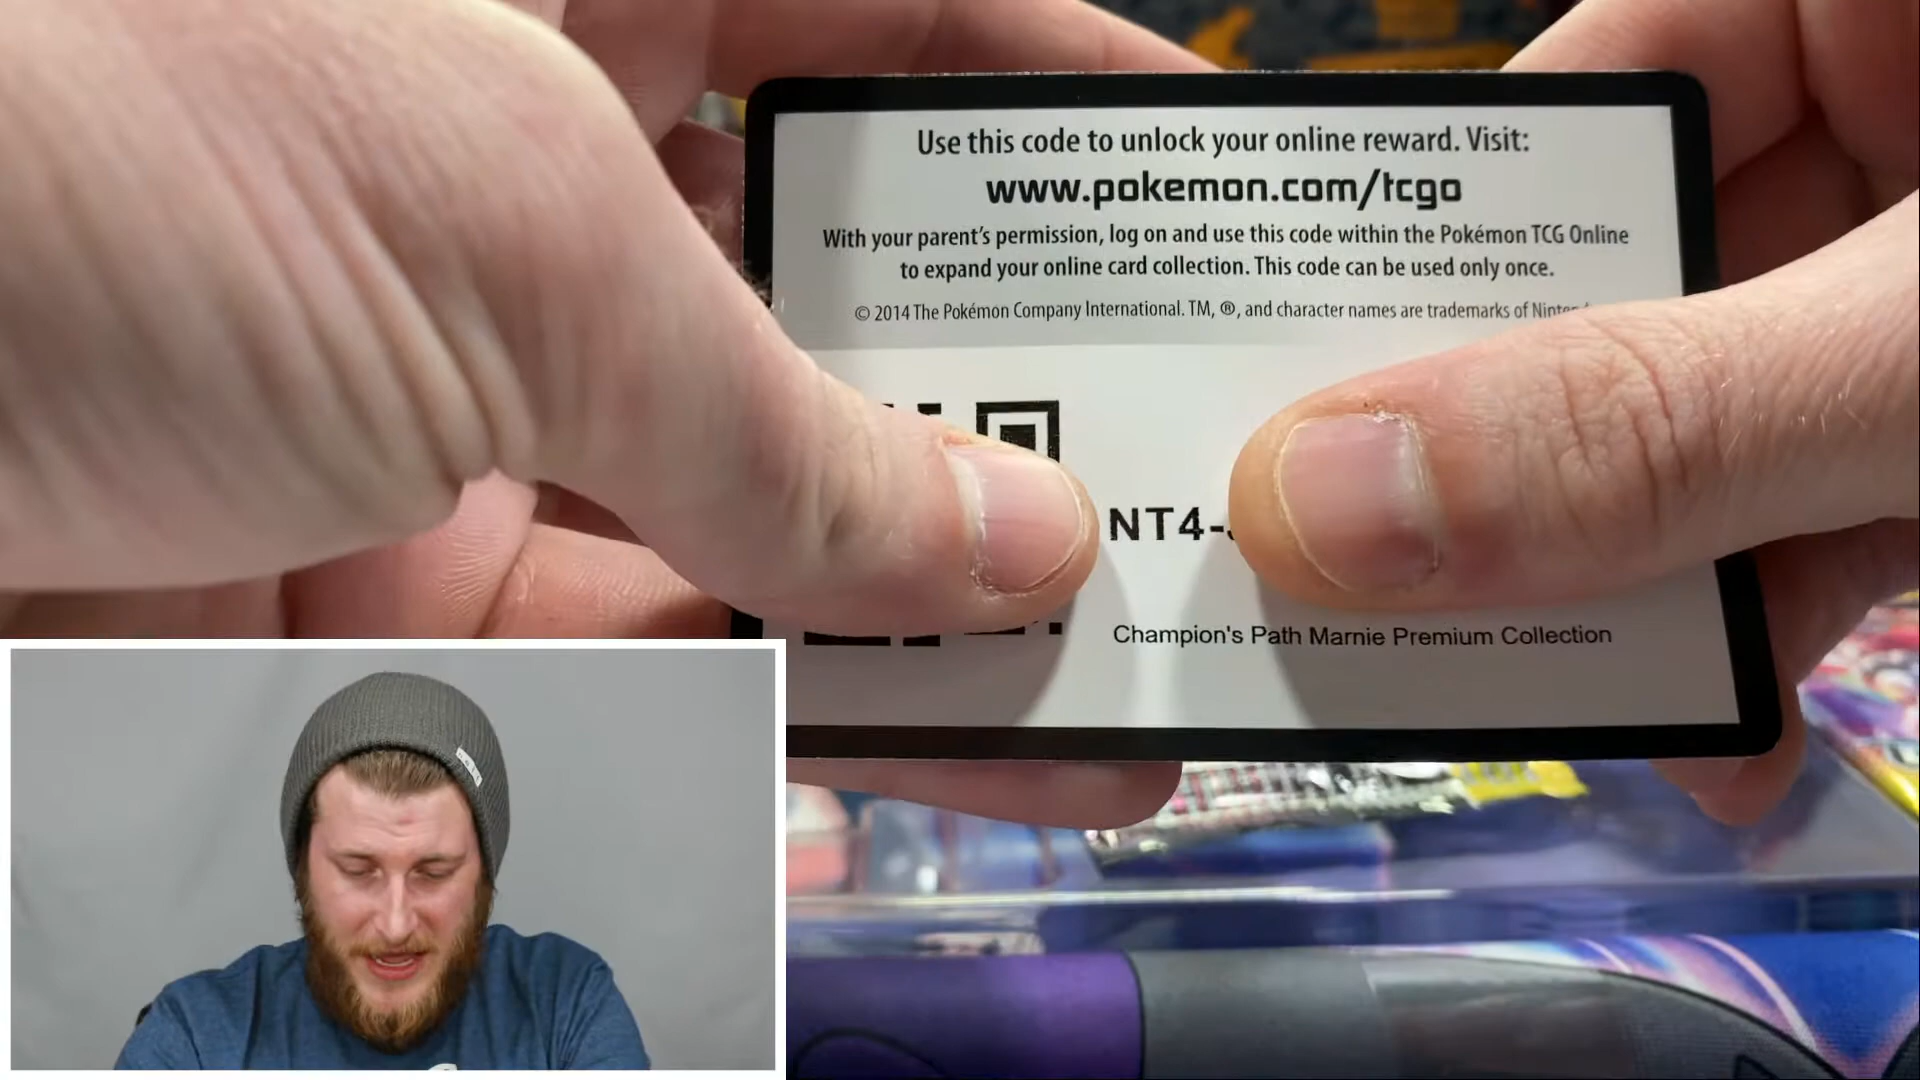 Use this code to unlock your online reward. Visit:
www.pokemon.com/tcgo
With your parent's permission, log on and use this code within the Pokémon TCG Online
to expand your online card collection. This code can be used only once.
© 2014 The Pokémon Company International. TM, ®, and character names are trademarks of
NT4-
Champion's Path Marnie Premium Collection